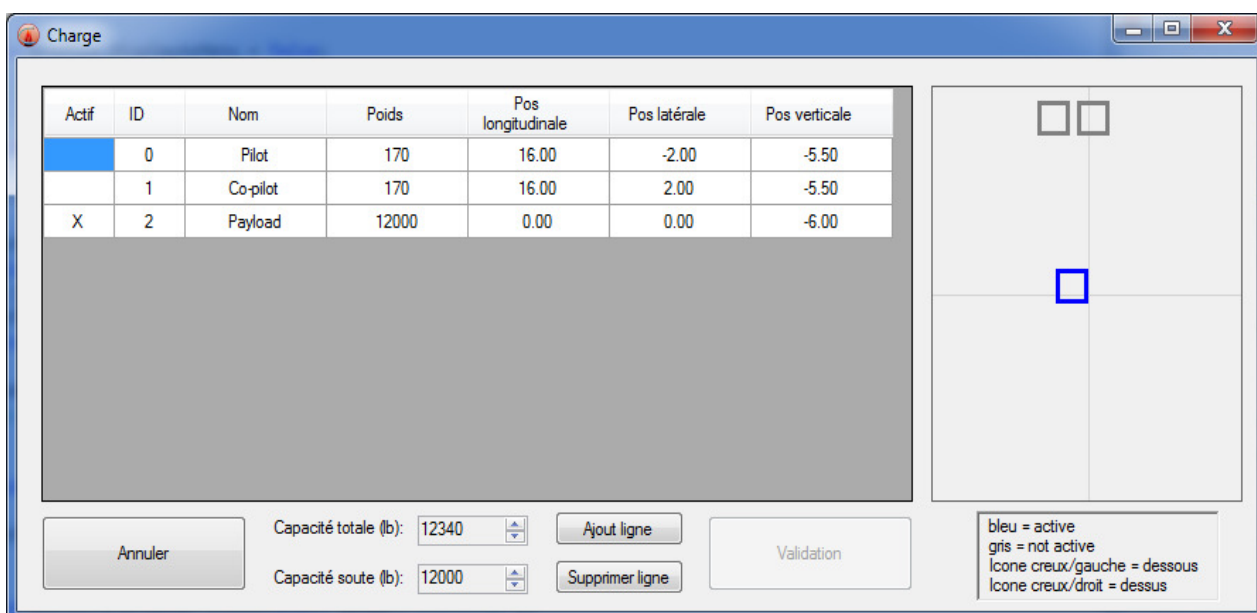 Charge
Actif ID Nom Poids Pos longitudinale Pos latérale Pos verticale
0 Pilot 170 16.00 -2.00 -5.50
1 Co-pilot 170 16.00 2.00 -5.50
X 2 Payload 12000 0.00 0.00 -6.00
Annuler
Capacité totale (lb): 12340
Ajout ligne
Capacité soute (lb): 12000
Supprimer ligne
Validation
bleu = active
gris = not active
Icone creux/gauche = dessous
Icone creux/droit = dessus